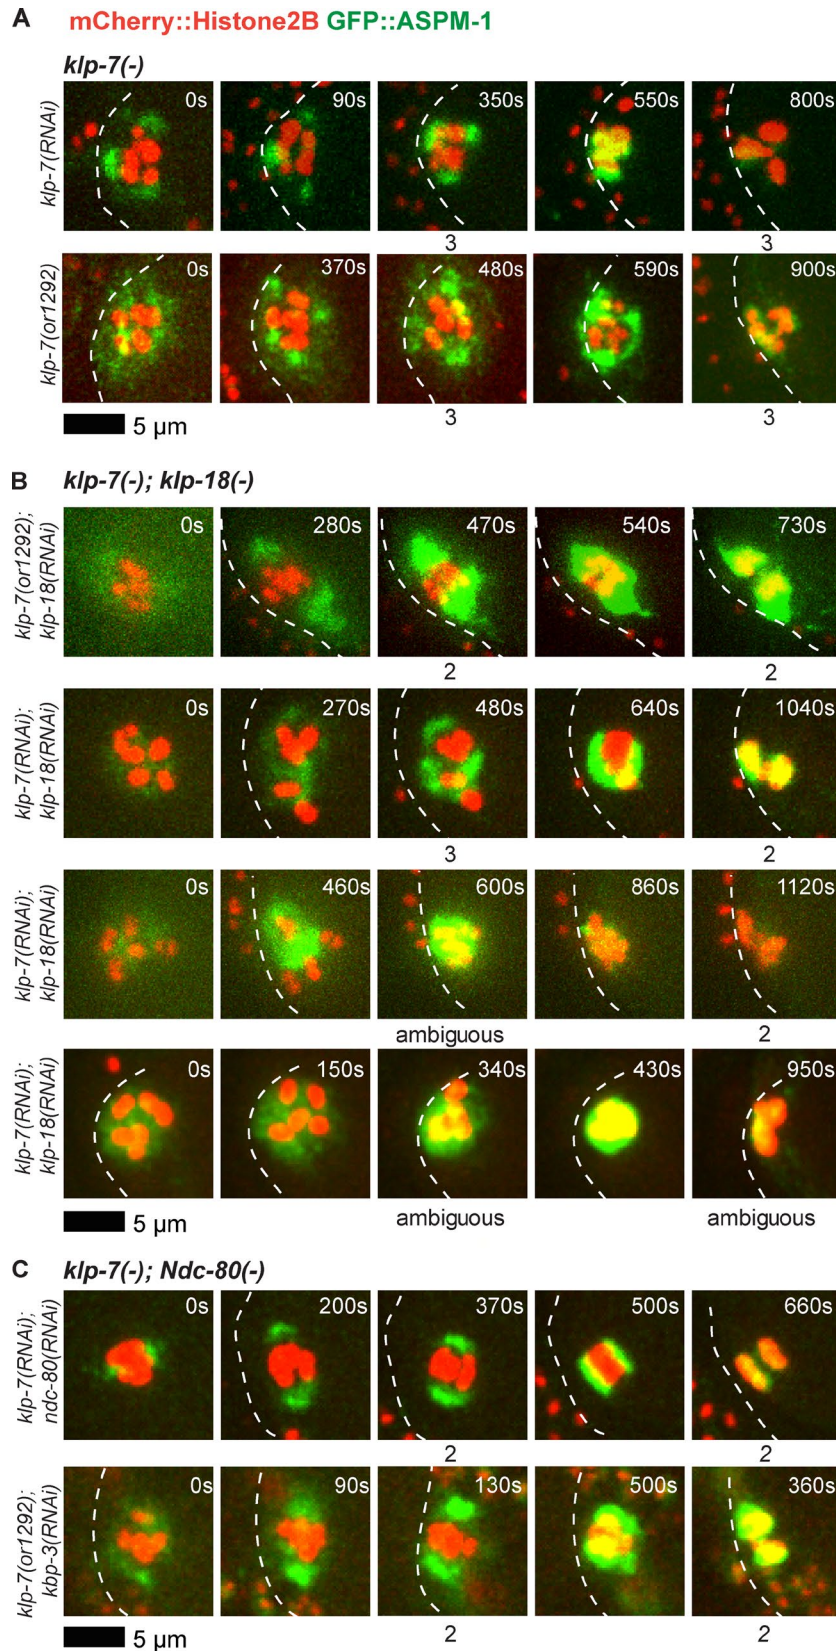 A mCherry::Histone2B GFP::ASPM-1
klp-7(-)
klp-7(RNAi)
0s 90s 350s 550s 800s
3 3
klp-7(or1292)
0s 370s 480s 590s 900s
3 3
5 μm
B klp-7(-); klp-18(-)
klp-7(or1292);
klp-18(RNAi)
0s 280s 470s 540s 730s
2 2
klp-7(RNAi);
klp-18(RNAi)
0s 270s 480s 640s 1040s
3 2
klp-7(RNAi);
klp-18(RNAi)
0s 460s 600s 860s 1120s
ambiguous 2
klp-7(RNAi);
klp-18(RNAi)
0s 150s 340s 430s 950s
ambiguous ambiguous
5 μm
C klp-7(-); Ndc-80(-)
klp-7(RNAi);
ndc-80(RNAi)
0s 200s 370s 500s 660s
2 2
klp-7(or1292);
kbp-3(RNAi)
0s 90s 130s 500s 360s
2 2
5 μm